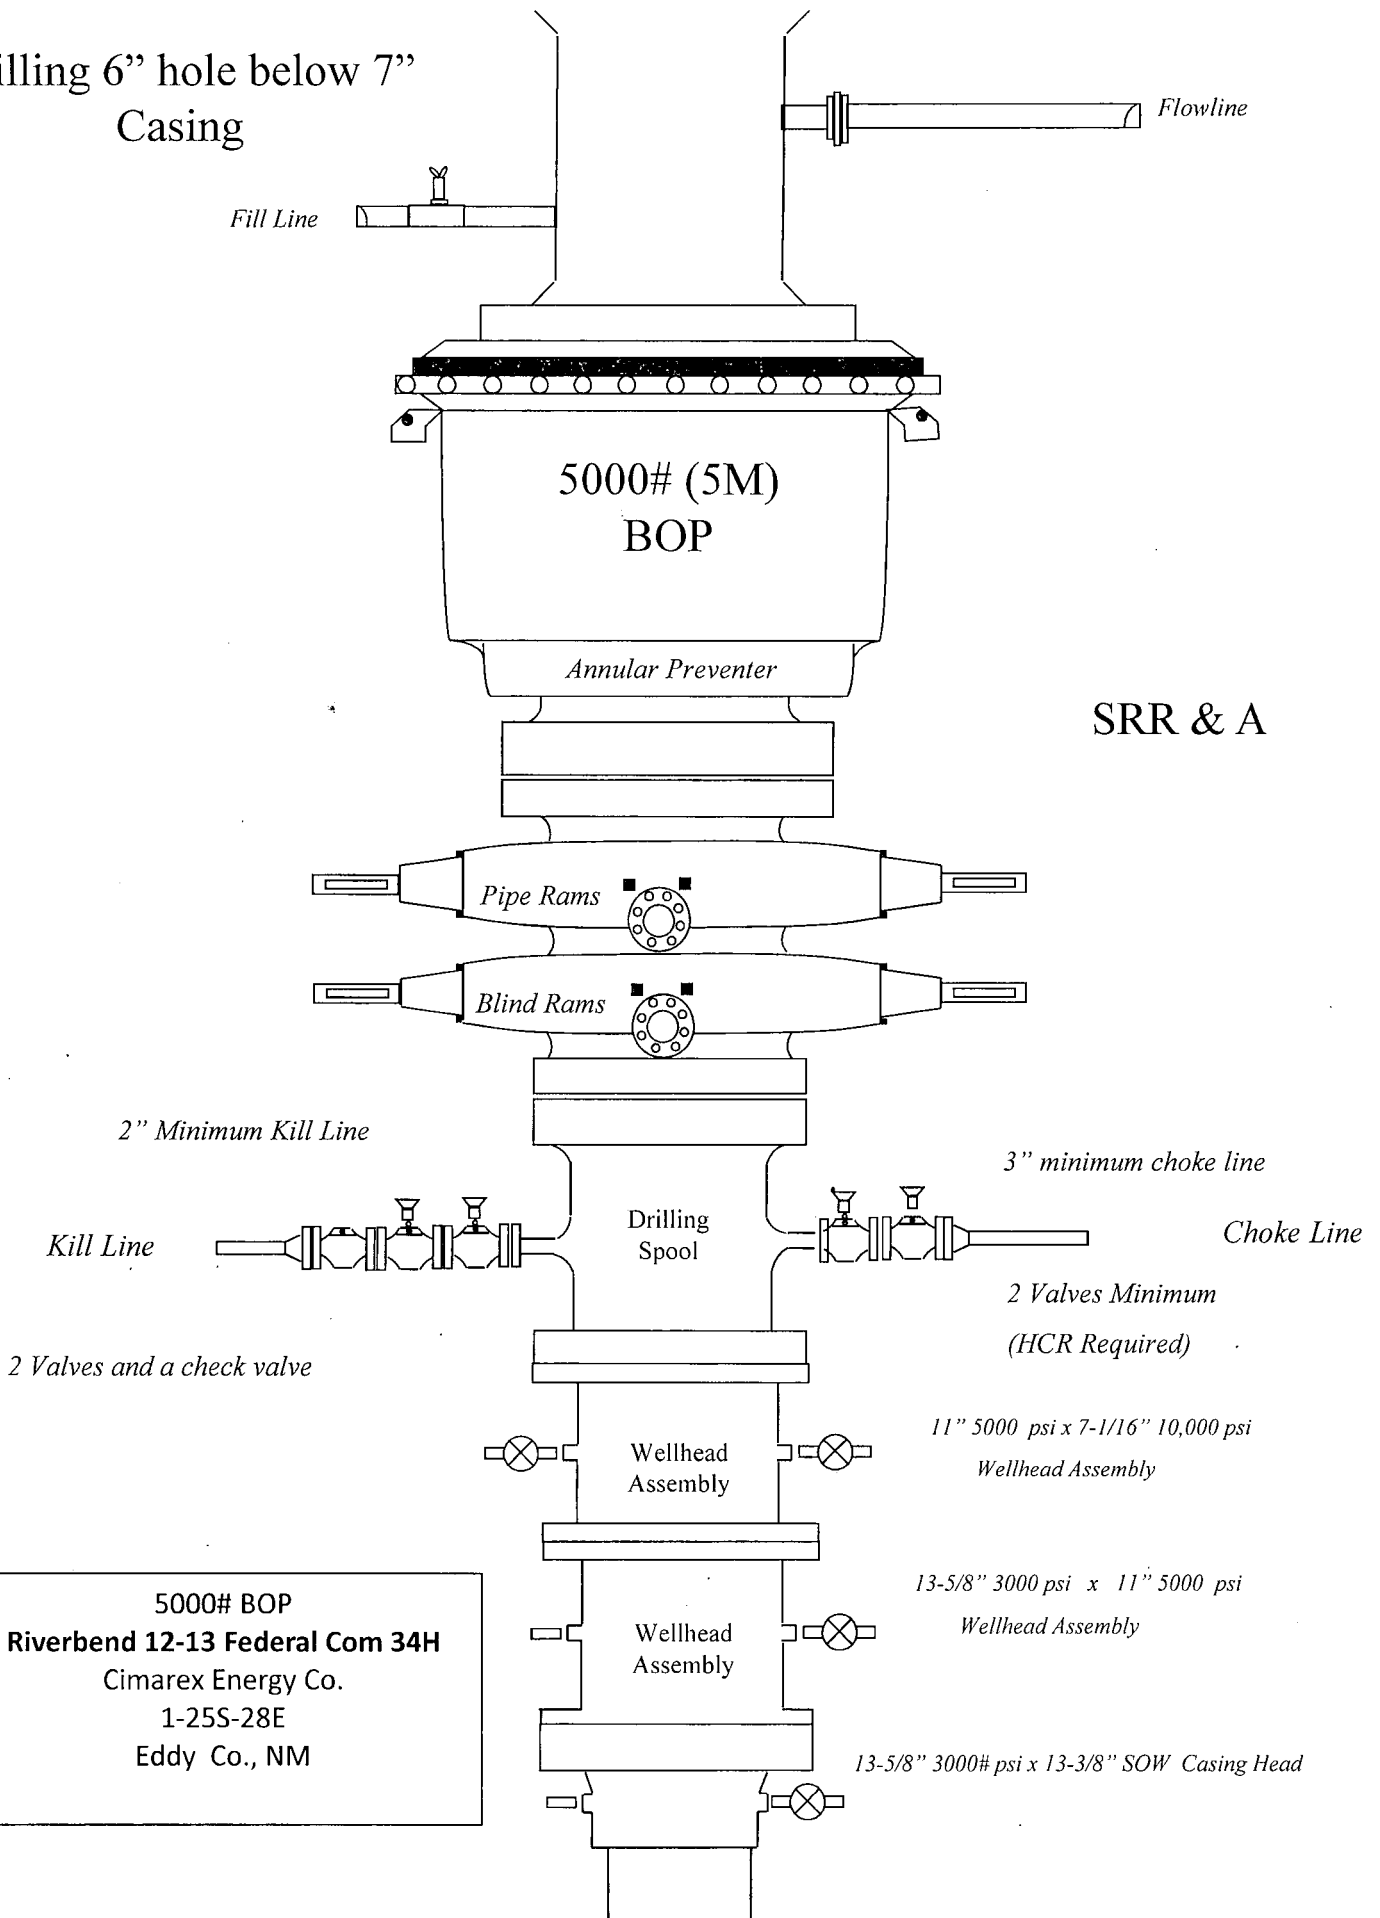 illing 6” hole below 7”
Casing
Flowline
Fill Line
5000# (5M)
BOP
Annular Preventer
SRR & A
Pipe Rams
Blind Rams
2” Minimum Kill Line
3” minimum choke line
Drilling
Spool
Kill Line
Choke Line
2 Valves Minimum
(HCR Required)
2 Valves and a check valve
11” 5000 psi x 7-1/16” 10,000 psi
Wellhead Assembly
Wellhead
Assembly
13-5/8” 3000 psi x 11” 5000 psi
Wellhead Assembly
Wellhead
Assembly
5000# BOP
Riverbend 12-13 Federal Com 34H
Cimarex Energy Co.
1-25S-28E
Eddy Co., NM
13-5/8” 3000# psi x 13-3/8” SOW Casing Head